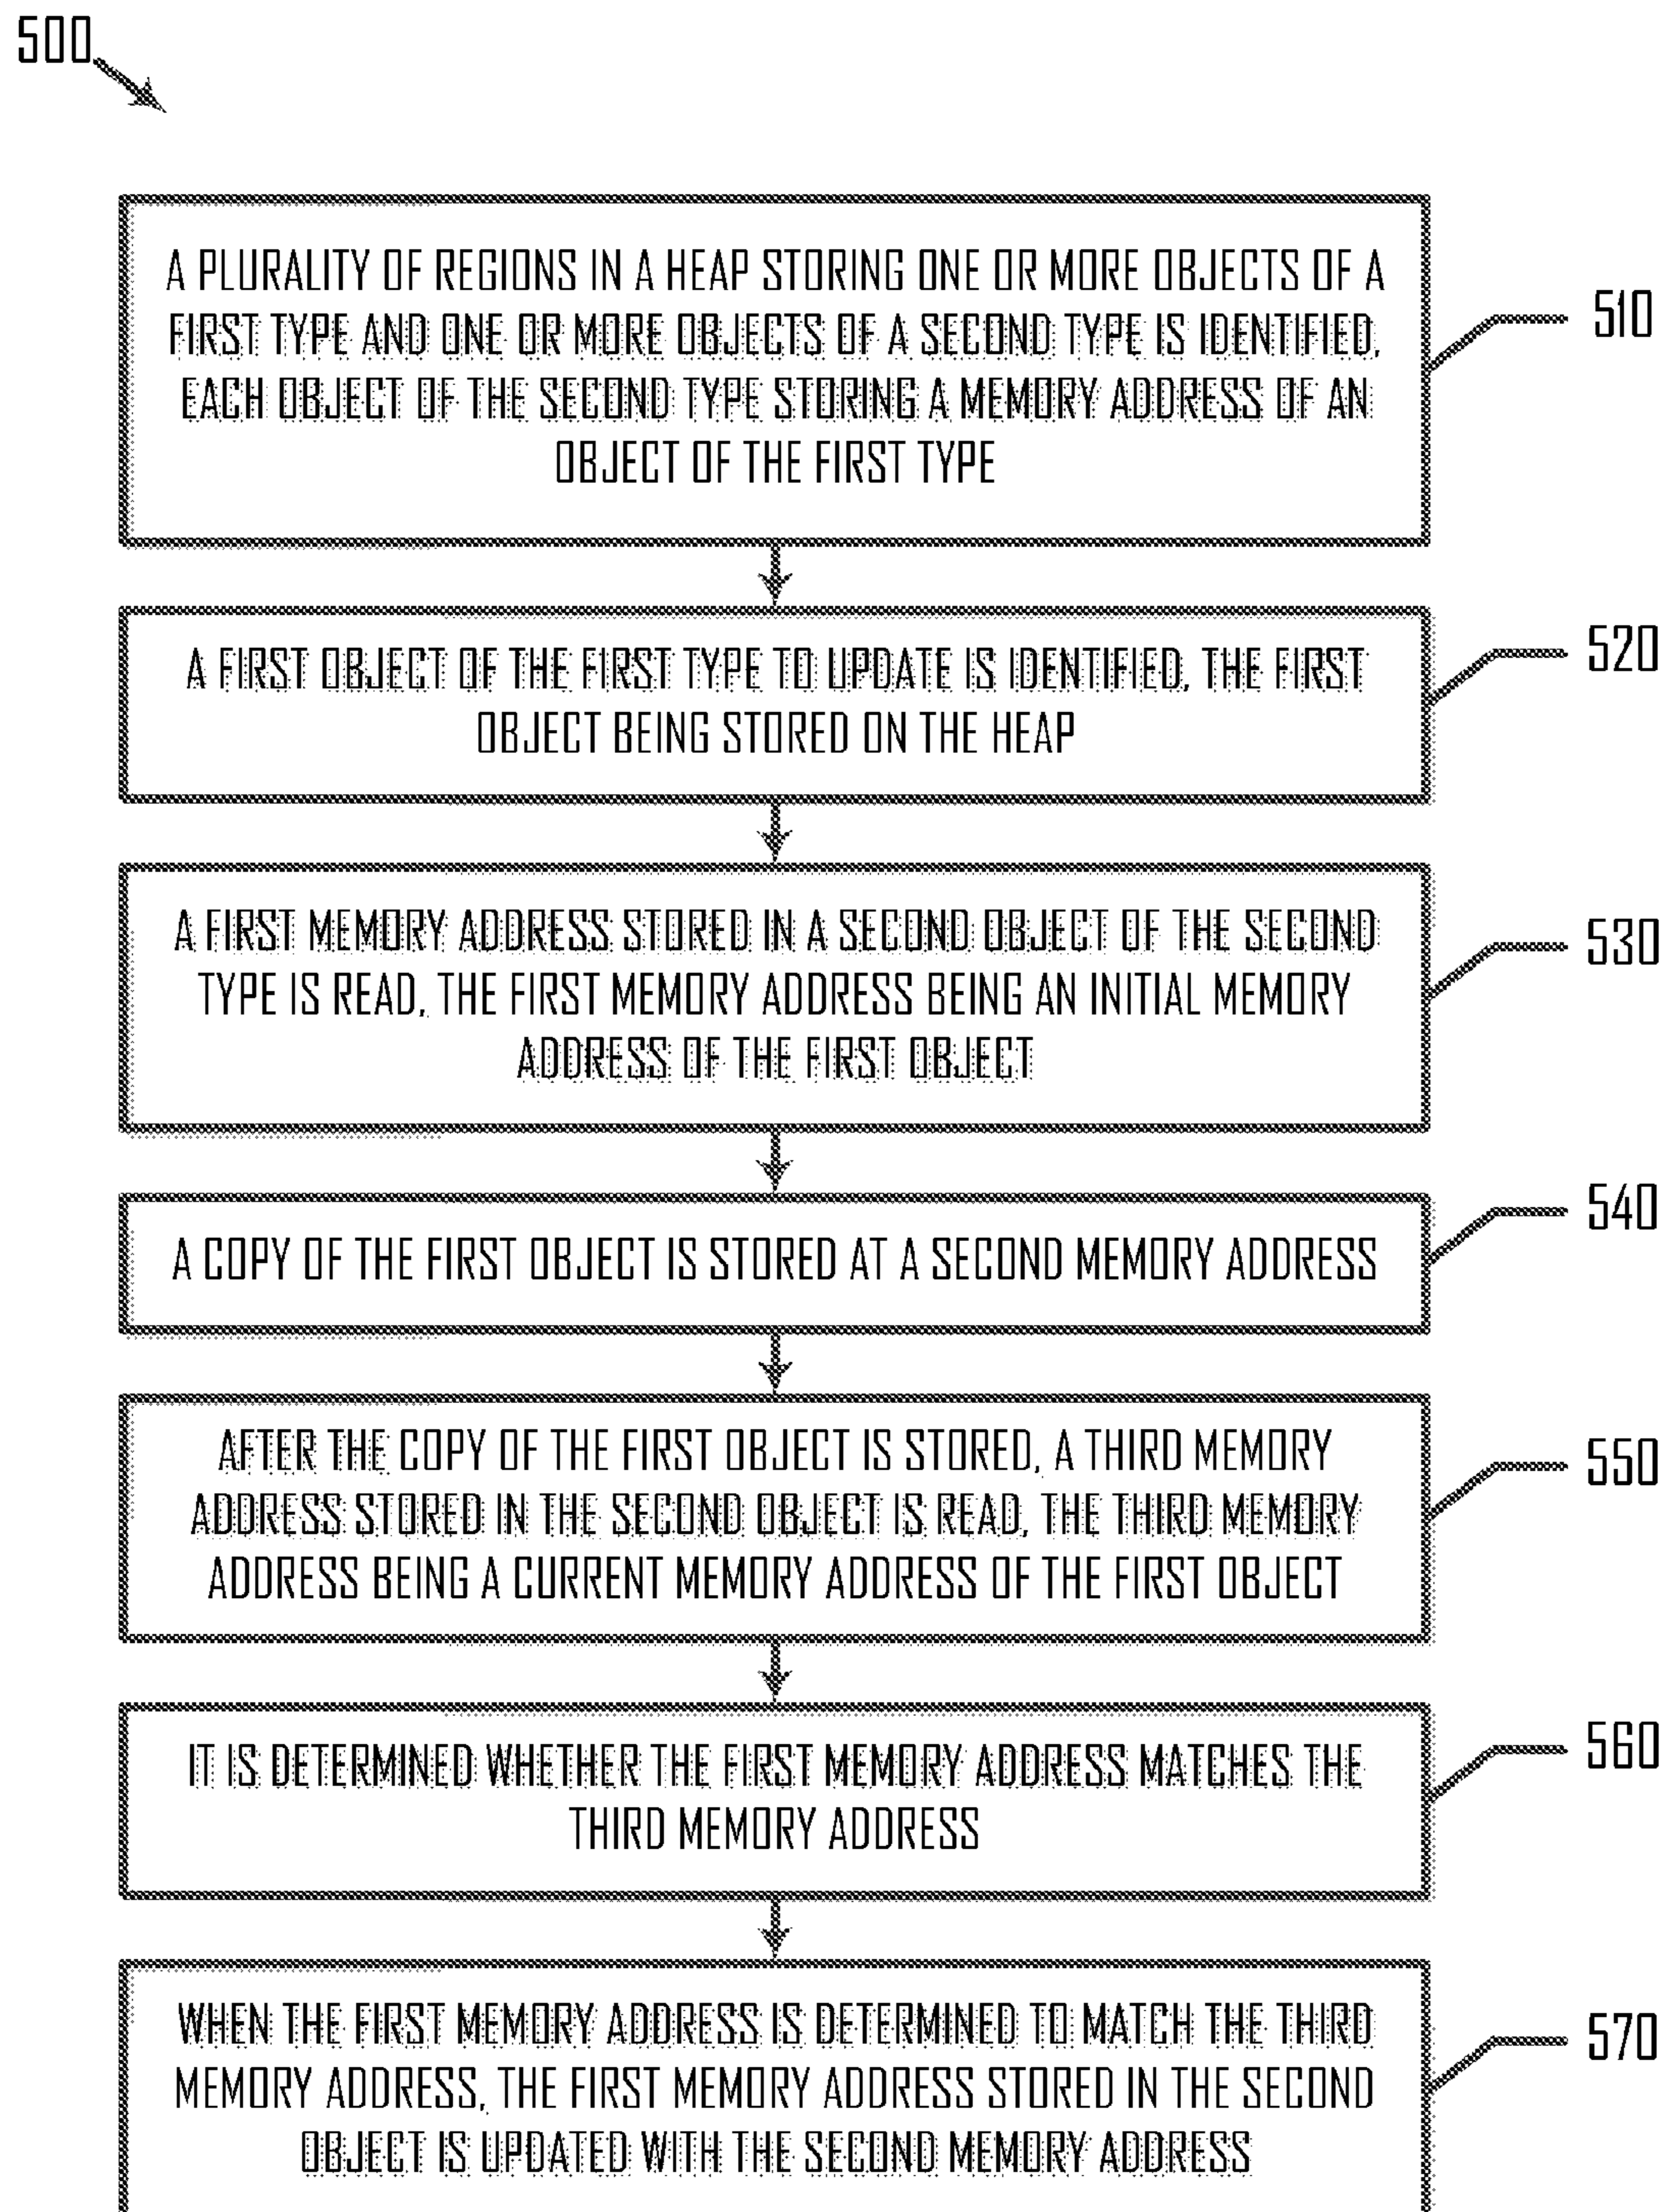 500
A PLURALITY OF REGIONS IN A HEAP STORING ONE OR MORE OBJECTS OF A
FIRST TYPE AND ONE OR MORE OBJECTS OF A SECOND TYPE IS IDENTIFIED,
EACH OBJECT OF THE SECOND TYPE STORING A MEMORY ADDRESS OF AN
OBJECT OF THE FIRST TYPE
510
A FIRST OBJECT OF THE FIRST TYPE TO UPDATE IS IDENTIFIED, THE FIRST
OBJECT BEING STORED ON THE HEAP
520
A FIRST MEMORY ADDRESS STORED IN A SECOND OBJECT OF THE SECOND
TYPE IS READ, THE FIRST MEMORY ADDRESS BEING AN INITIAL MEMORY
ADDRESS OF THE FIRST OBJECT
530
A COPY OF THE FIRST OBJECT IS STORED AT A SECOND MEMORY ADDRESS
540
AFTER THE COPY OF THE FIRST OBJECT IS STORED, A THIRD MEMORY
ADDRESS STORED IN THE SECOND OBJECT IS READ, THE THIRD MEMORY
ADDRESS BEING A CURRENT MEMORY ADDRESS OF THE FIRST OBJECT
550
IT IS DETERMINED WHETHER THE FIRST MEMORY ADDRESS MATCHES THE
THIRD MEMORY ADDRESS
560
WHEN THE FIRST MEMORY ADDRESS IS DETERMINED TO MATCH THE THIRD
MEMORY ADDRESS, THE FIRST MEMORY ADDRESS STORED IN THE SECOND
OBJECT IS UPDATED WITH THE SECOND MEMORY ADDRESS
570